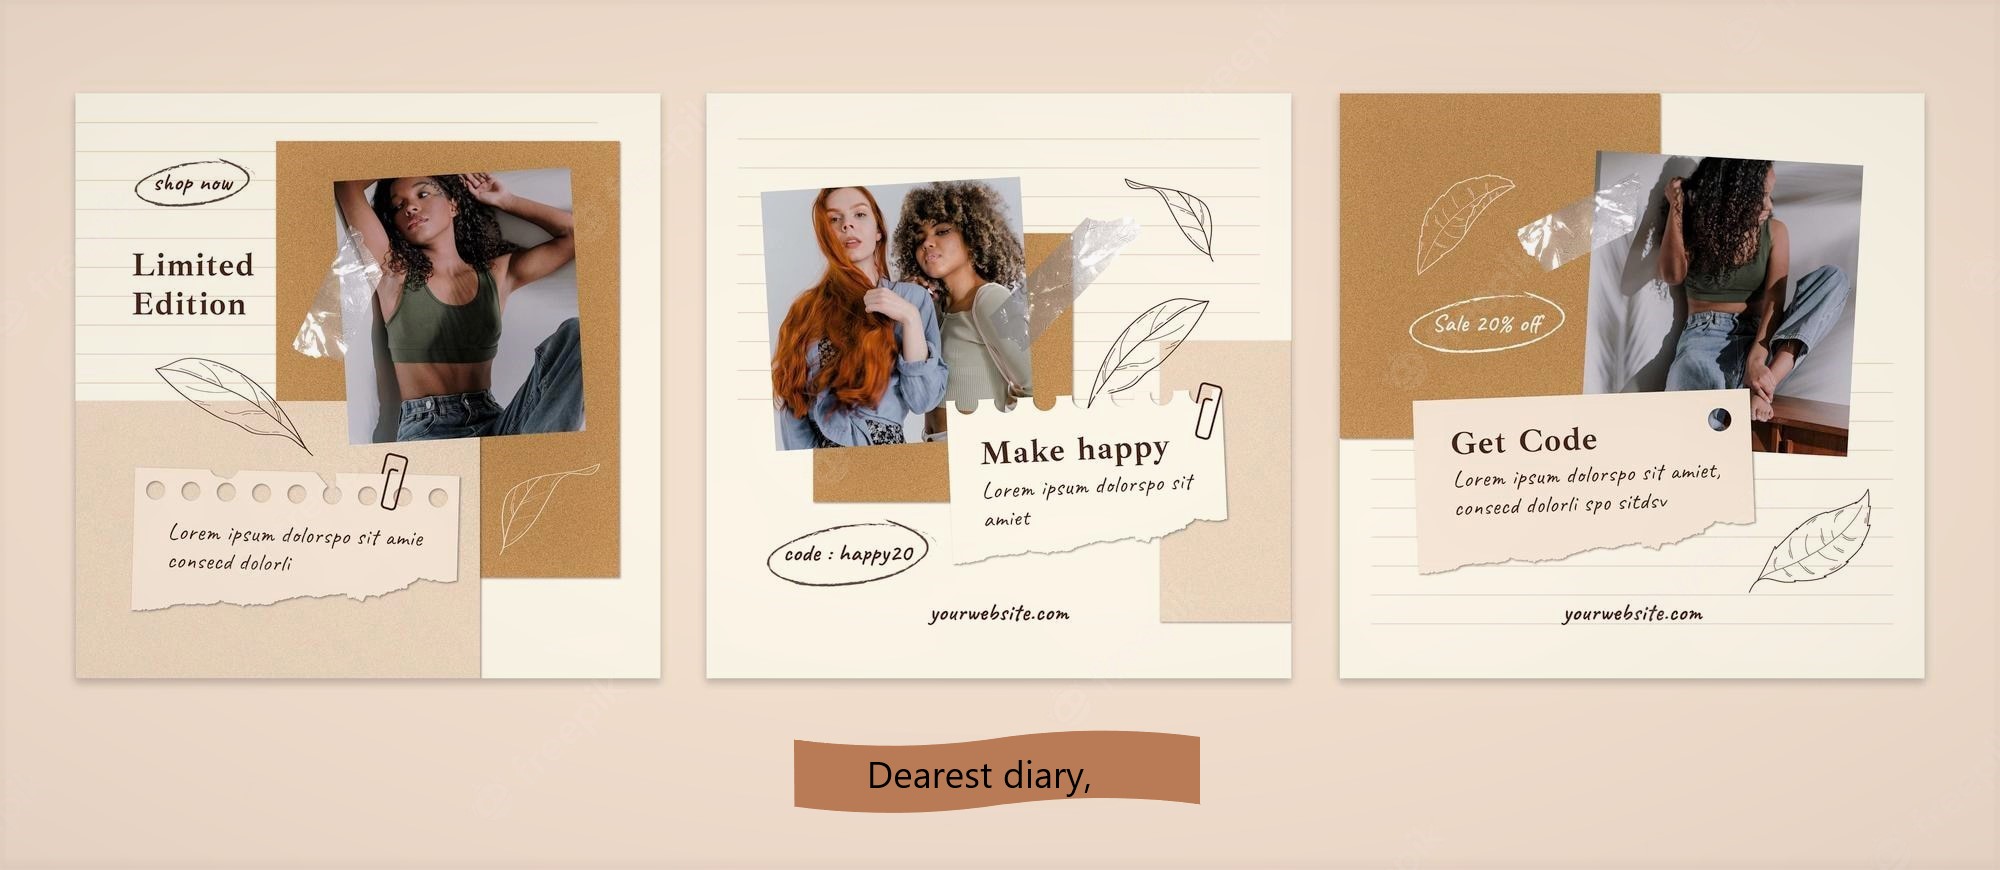 shop now
Limited
Edition
Lorem ipsum dolorspo sit amie
consecd dolorli
Make happy
Lorem ipsum dolorspo sit
amiet
code : happy20
yourwebsite.com
Sale 20% off
Get Code
Lorem ipsum dolorspo sit amiet,
consecd dolorli spo sitdsv
yourwebsite.com
Dearest diary,